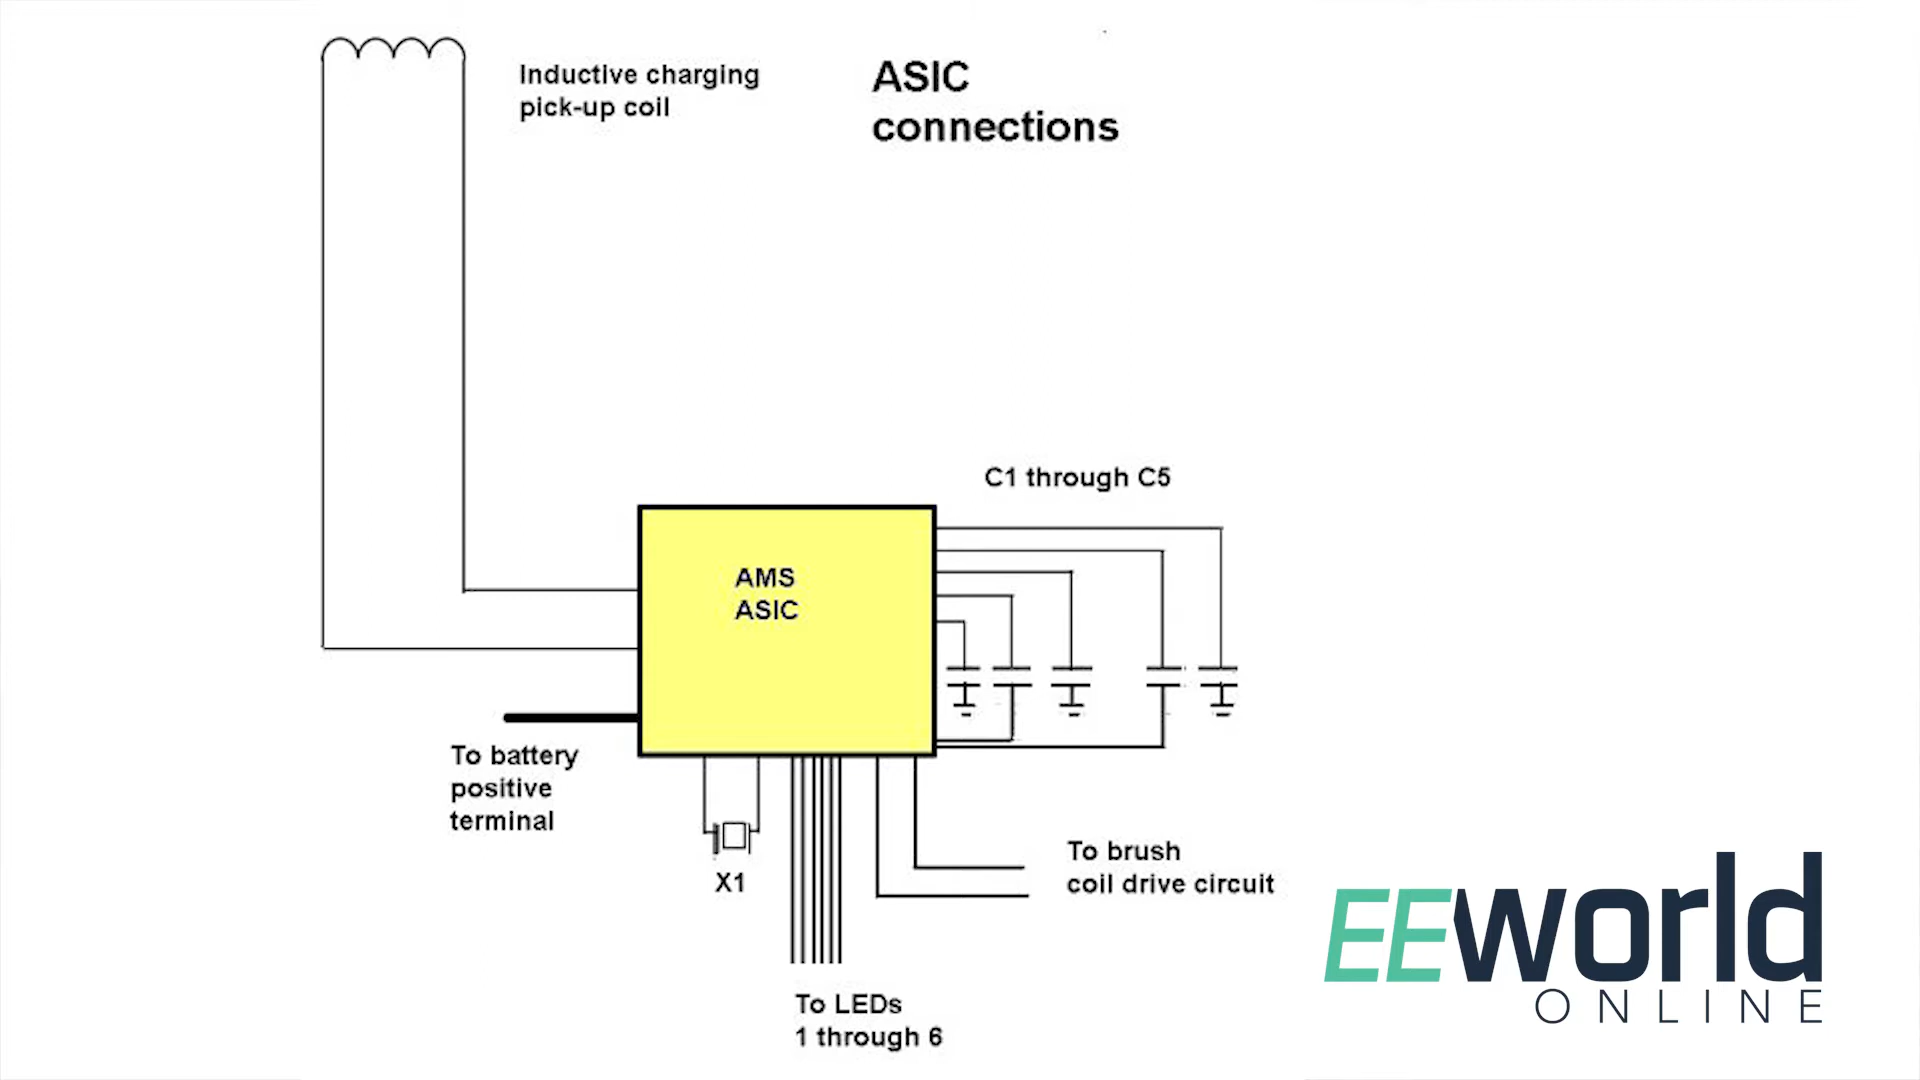 Inductive charging
pick-up coil
ASIC
connections
C1 through C5
AMS
ASIC
To battery
positive
terminal
X1
To brush
coil drive circuit
To LEDs
1 through 6
EEWorld
ONLINE